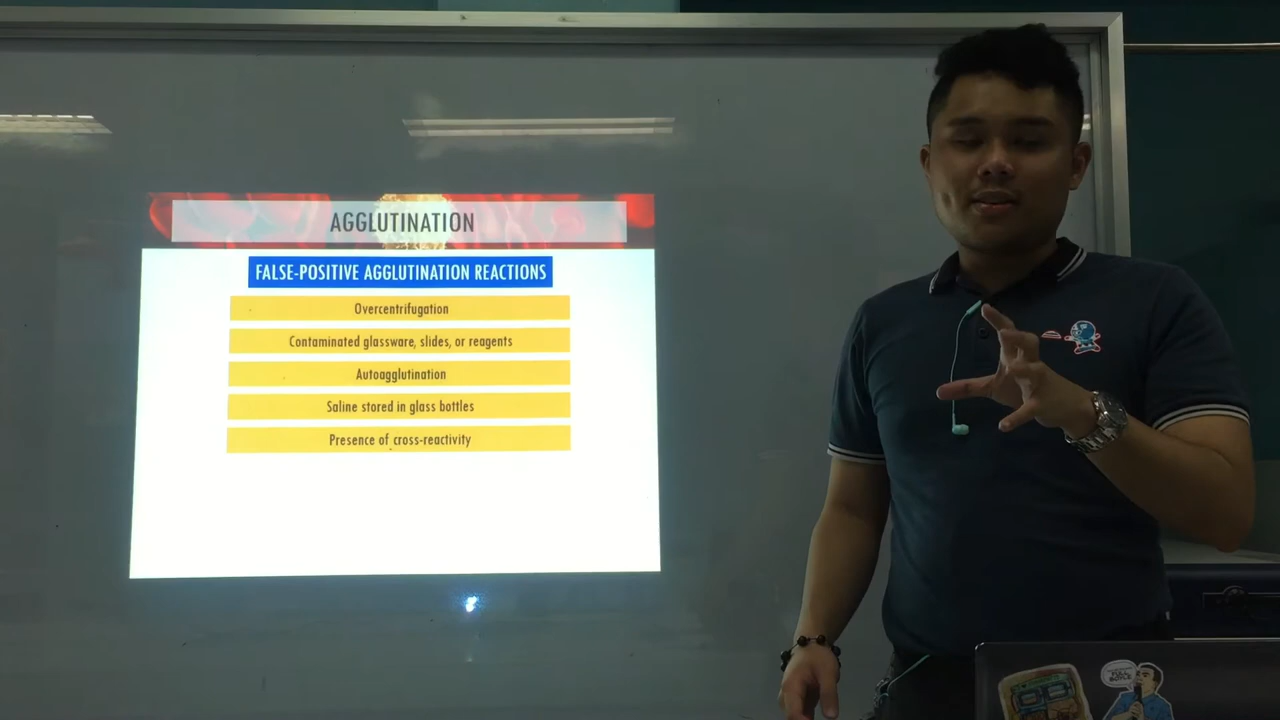 AGGLUTINATION
FALSE-POSITIVE AGGLUTINATION REACTIONS
Overcentrifugation
Contaminated glassware, slides, or reagents
Autoagglutination
Saline stored in glass bottles
Presence of cross-reactivity